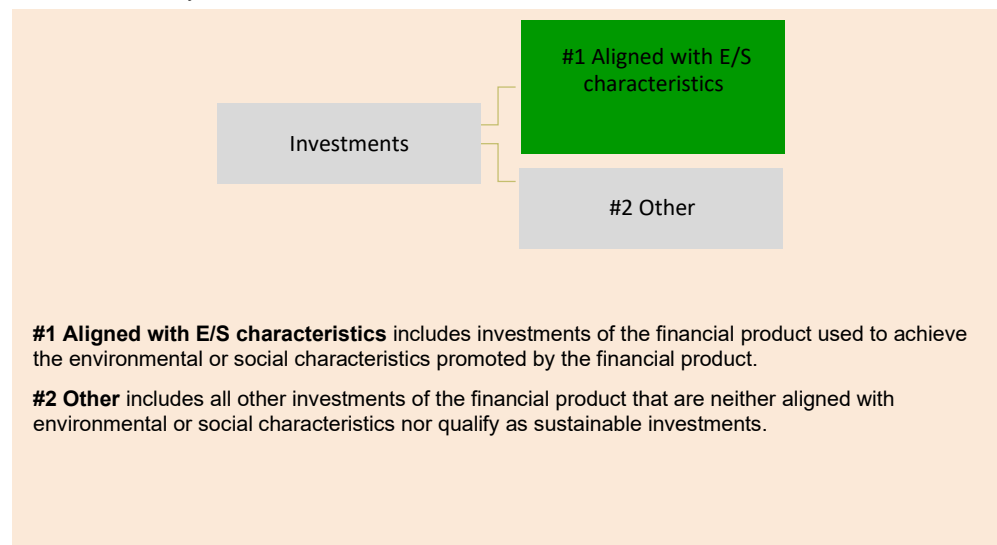 #1 Aligned with E/S
characteristics
Investments
#2 Other
#1 Aligned with E/S characteristics includes investments of the financial product used to achieve
the environmental or social characteristics promoted by the financial product.
#2 Other includes all other investments of the financial product that are neither aligned with
environmental or social characteristics nor qualify as sustainable investments.